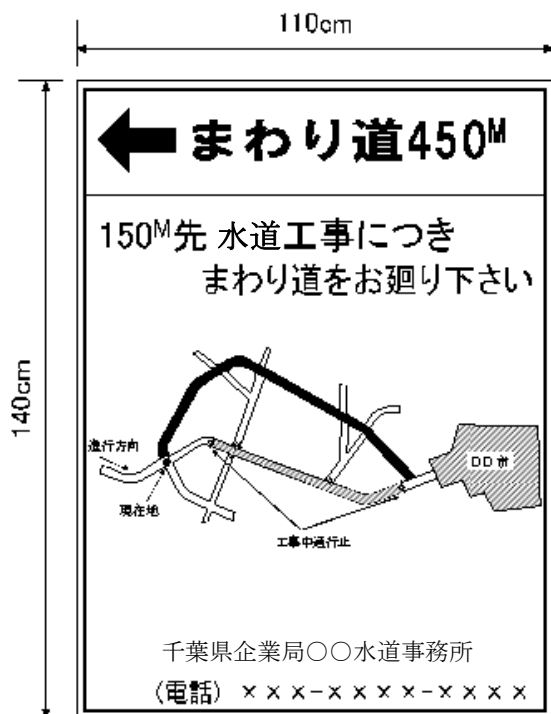 110cm
まわり道450M
150M先 水道工事につき
まわり道をお廻り下さい
140cm
進行方向
DD市
現在地
工事中通行止
千葉県企業局〇〇水道事務所
(電話) ×××-××××-××××